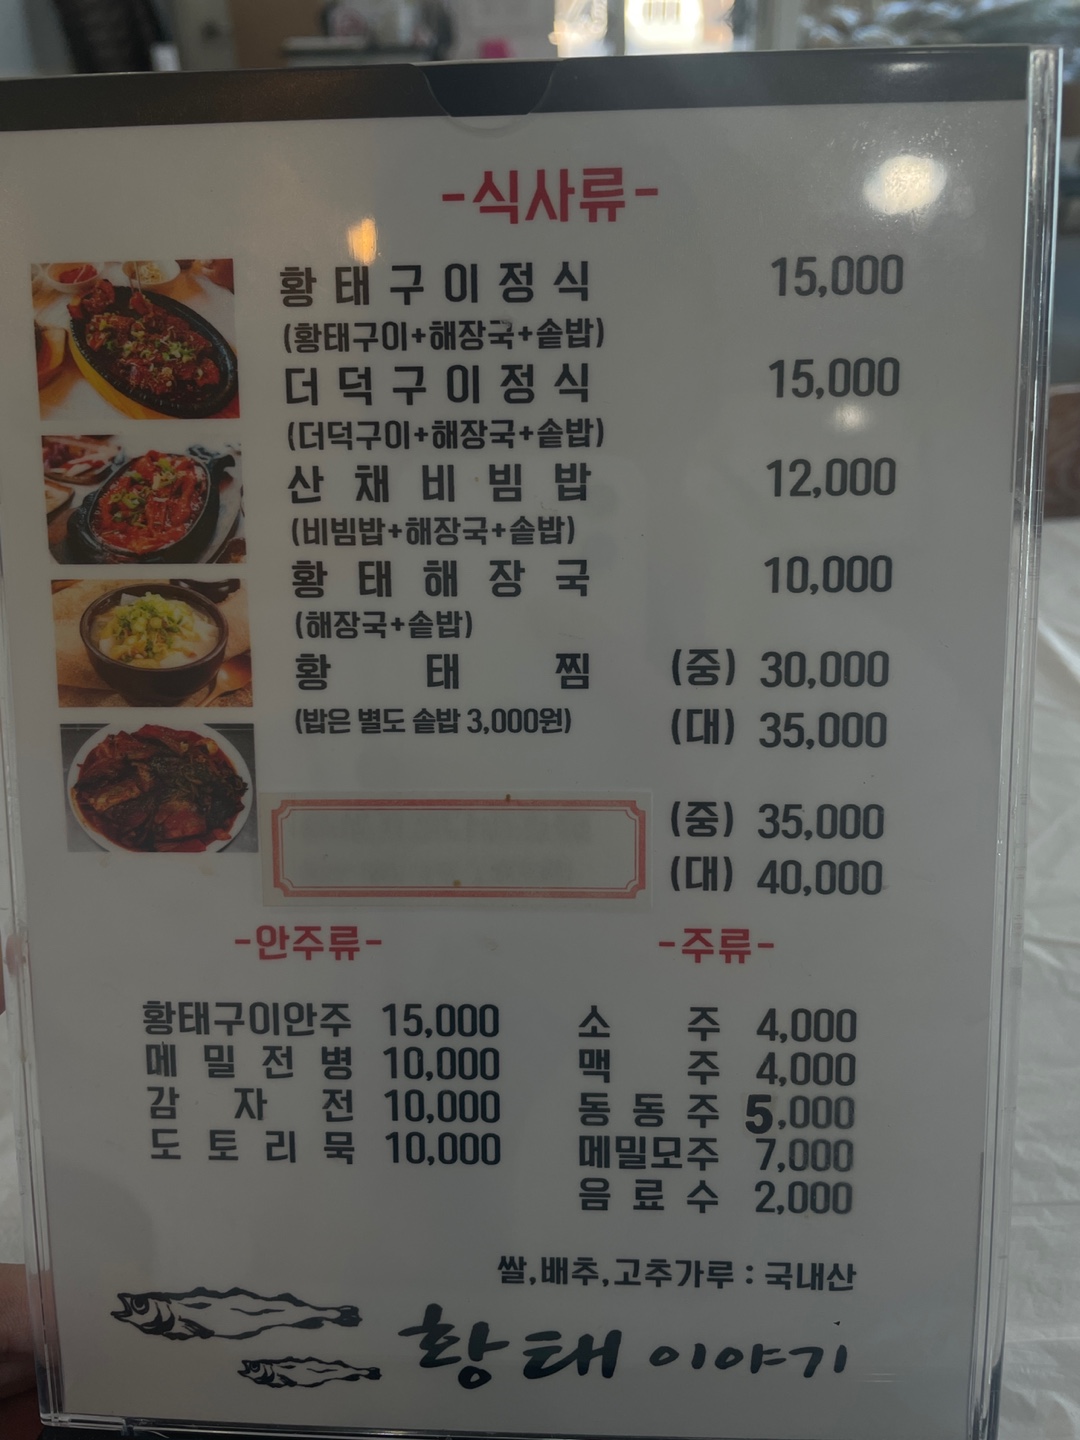 -식사류-
황태구이정식 15,000
(황태구이+해장국+솥밥)
더덕구이정식 15,000
(더덕구이+해장국+솥밥)
산채비빔밥 12,000
(비빔밥+해장국+솥밥)
황태해장국 10,000
(해장국+솥밥)
황태찜 (중) 30,000
(밥은 별도 솥밥 3,000원) (대) 35,000
(중) 35,000
(대) 40,000
-안주류-
황태구이안주 15,000
메밀전병 10,000
감자전 10,000
도토리묵 10,000
-주류-
소주 4,000
맥주 4,000
동동주 5,000
메밀모주 7,000
음료수 2,000
쌀,배추,고추가루 : 국내산
황태 이야기